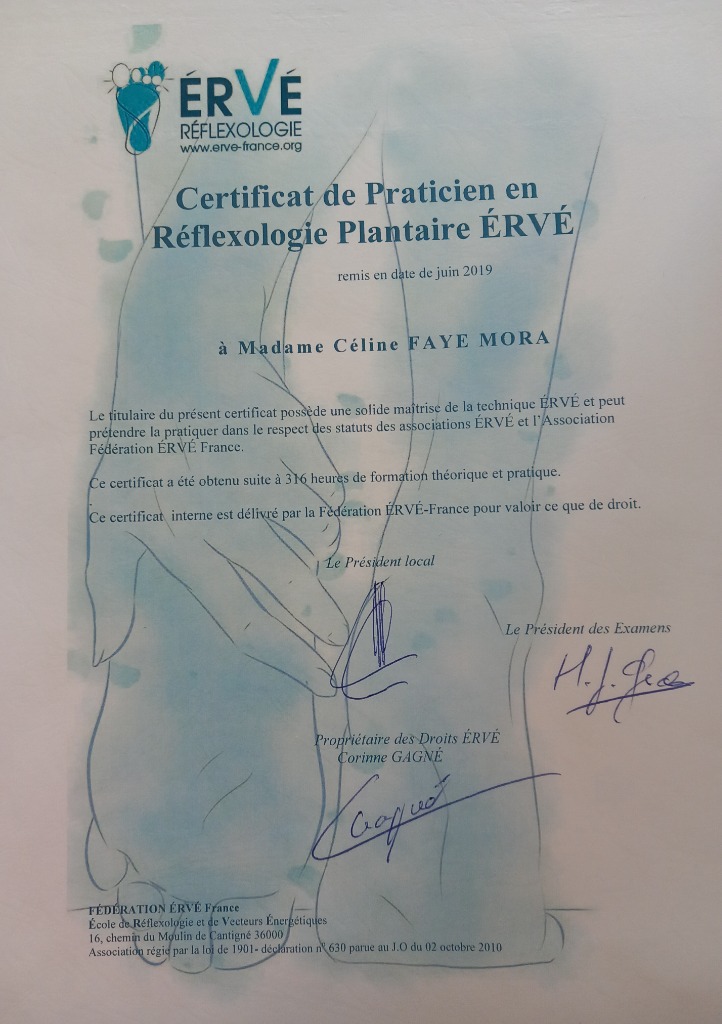 ÉRVÉ
RÉFLEXOLOGIE
www.erve-france.org
Certificat de Praticien en
Réflexologie Plantaire ÉRVÉ
remis en date de juin 2019
à Madame Céline FAYE MORA
Le titulaire du présent certificat possède une solide maîtrise de la technique ÉRVÉ et peut
prétendre la pratiquer dans le respect des statuts des associations ÉRVÉ et l'Association
Fédération ÉRVÉ France.
Ce certificat a été obtenu suite à 316 heures de formation théorique et pratique.
Ce certificat interne est délivré par la Fédération ÉRVÉ-France pour valoir ce que de droit.
Le Président local
Le Président des Examens
H. J.
Propriétaire des Droits ÉRVÉ
Corinne GAGNÉ
FÉDÉRATION ÉRVÉ France
École de Réflexologie et de Vecteurs Énergétiques
16, chemin du Moulin de Cantigné 36000
Association régie par la loi de 1901- déclaration n° 630 parue au J.O du 02 octobre 2010